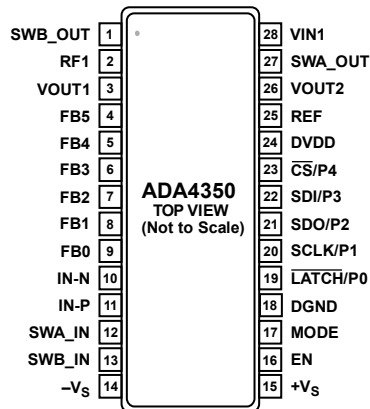 SWB_OUT 1 28 VIN1
RF1 2 27 SWA_OUT
VOUT1 3 26 VOUT2
FB5 4 25 REF
FB4 5 24 DVDD
FB3 6 23 CS/P4
FB2 7 22 SDI/P3
FB1 8 21 SDO/P2
FB0 9 20 SCLK/P1
IN-N 10 19 LATCH/P0
IN-P 11 18 DGND
SWA_IN 12 17 MODE
SWB_IN 13 16 EN
–VS 14 15 +VS
ADA4350
TOP VIEW
(Not to Scale)